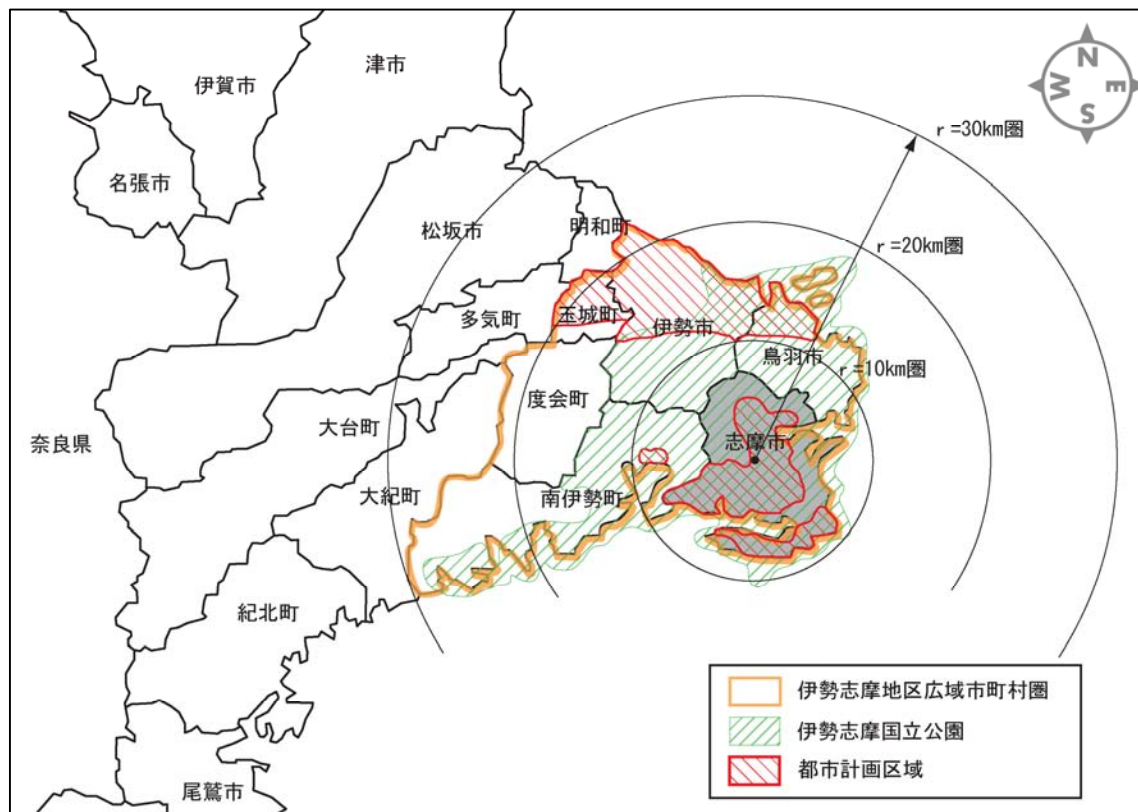 津市
伊賀市
N
W
E
S
r=30km圏
名張市
松坂市
明和町
r=20km圏
多気町
玉城町
伊勢市
鳥羽市
r=10km圏
度会町
大台町
奈良県
志摩市
大紀町
南伊勢町
紀北町
尾鷲市
伊勢志摩地区広域市町村圏
伊勢志摩国立公園
都市計画区域